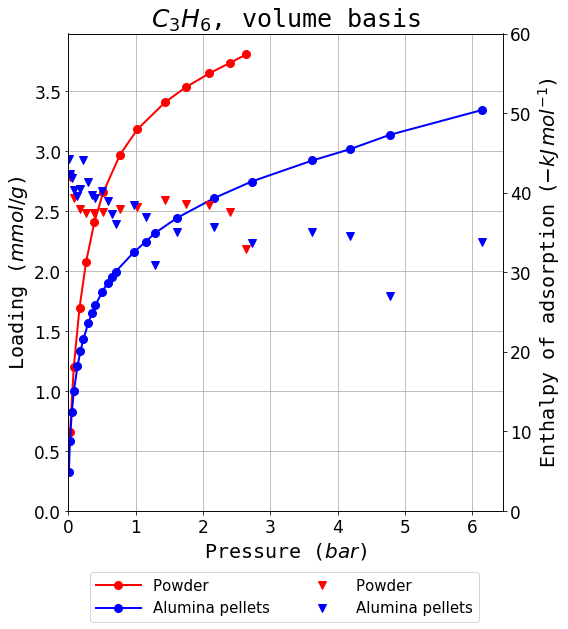 C₃H₆, volume basis
Loading (mmol/g)
3.5
3.0
2.5
2.0
1.5
1.0
0.5
0.0
60
50
40
30
20
10
0
Enthalpy of adsorption (−kJ mol⁻¹)
0 1 2 3 4 5 6
Pressure (bar)
Powder Powder
Alumina pellets Alumina pellets